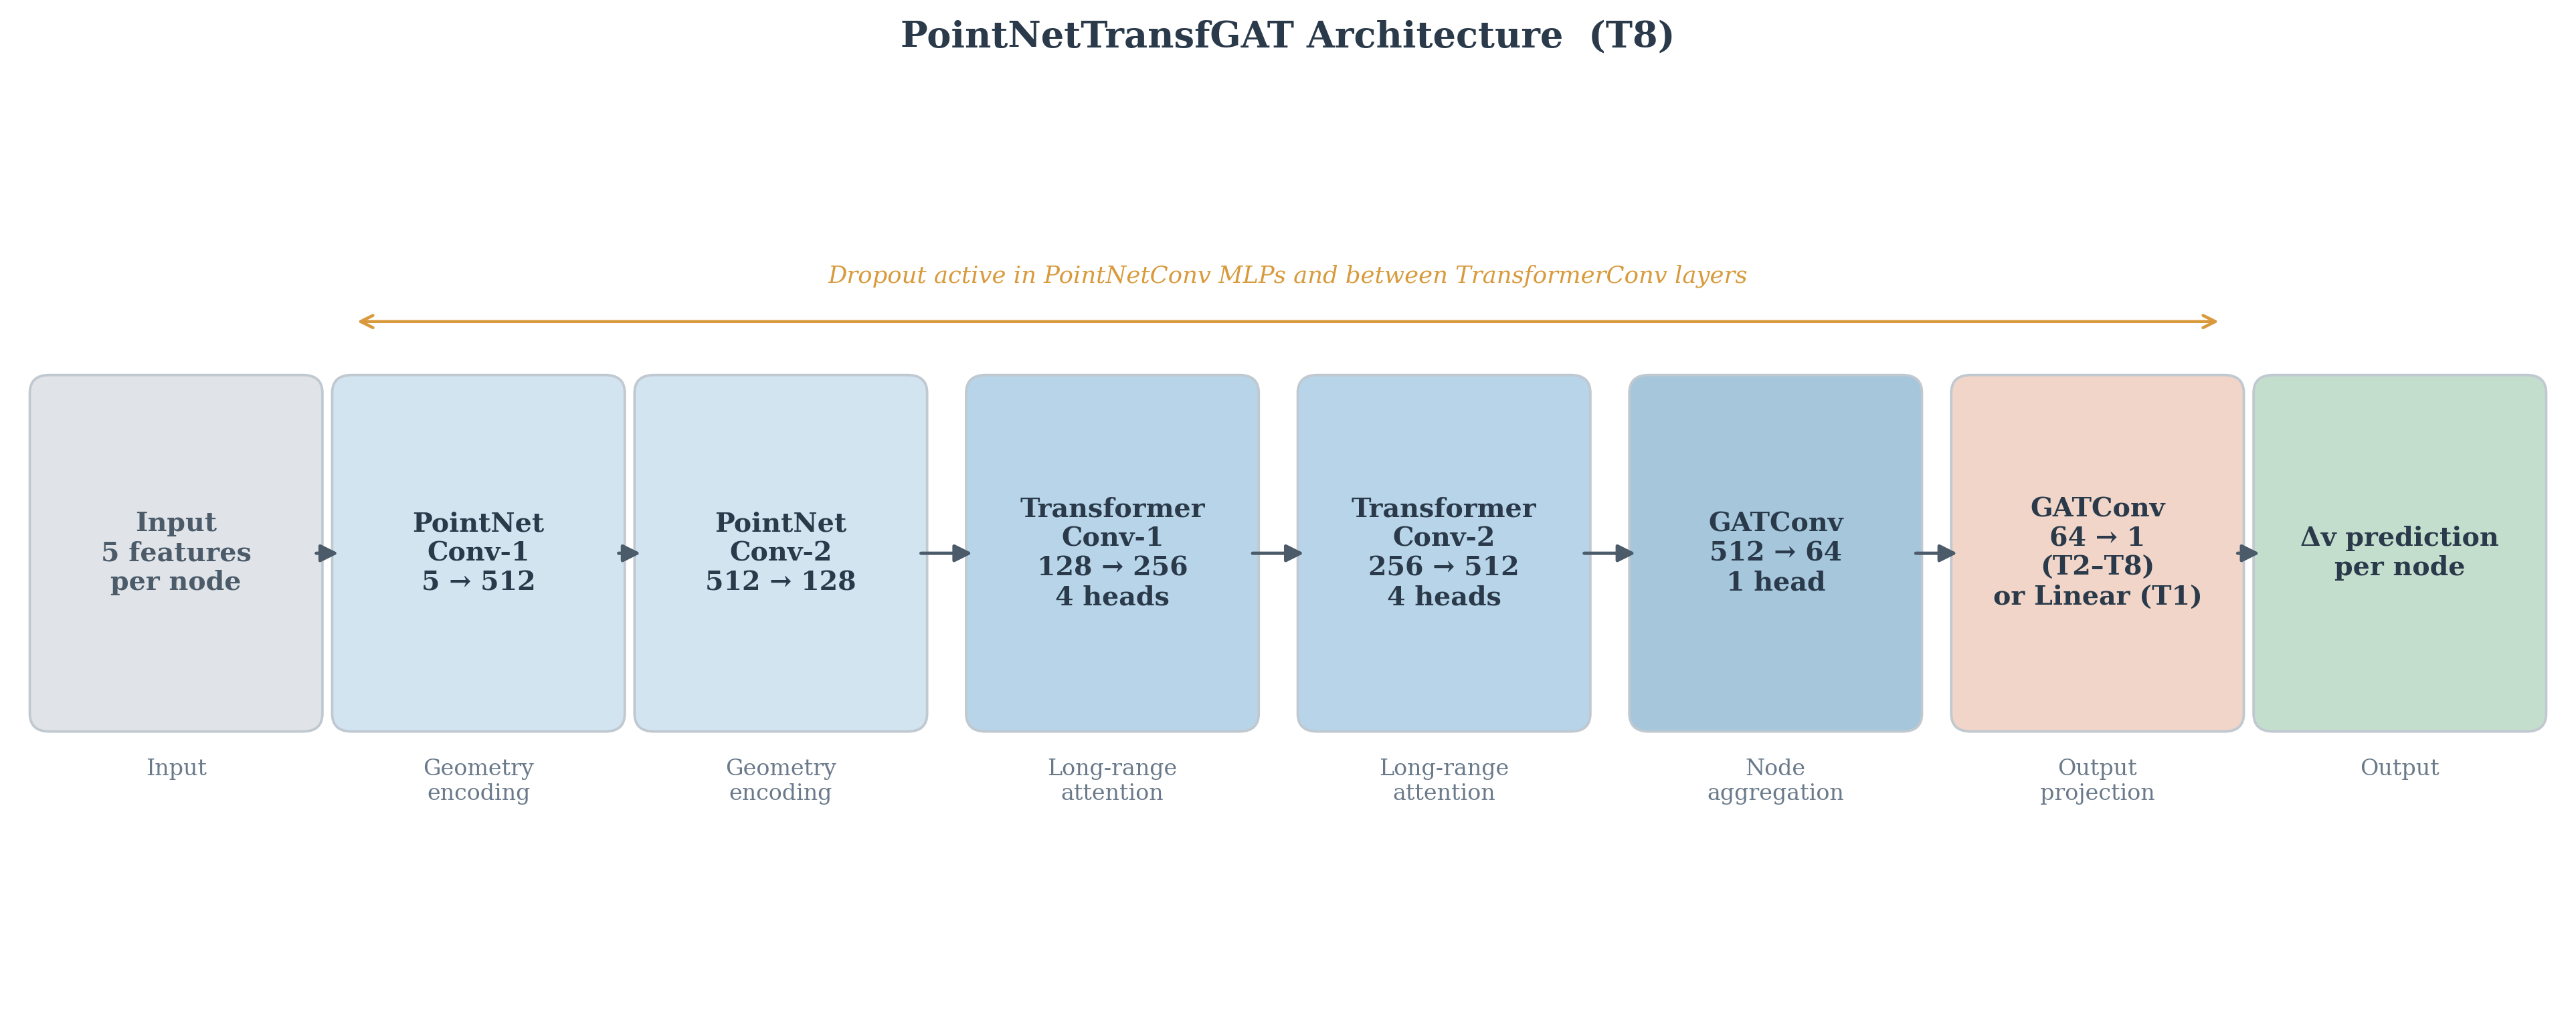 PointNetTransfGAT Architecture (T8)
Dropout active in PointNetConv MLPs and between TransformerConv layers
Input
5 features
per node
PointNet
Conv-1
5 → 512
PointNet
Conv-2
512 → 128
Transformer
Conv-1
128 → 256
4 heads
Transformer
Conv-2
256 → 512
4 heads
GATConv
512 → 64
1 head
GATConv
64 → 1
(T2–T8)
or Linear (T1)
Δv prediction
per node
Input
Geometry
encoding
Geometry
encoding
Long-range
attention
Long-range
attention
Node
aggregation
Output
projection
Output